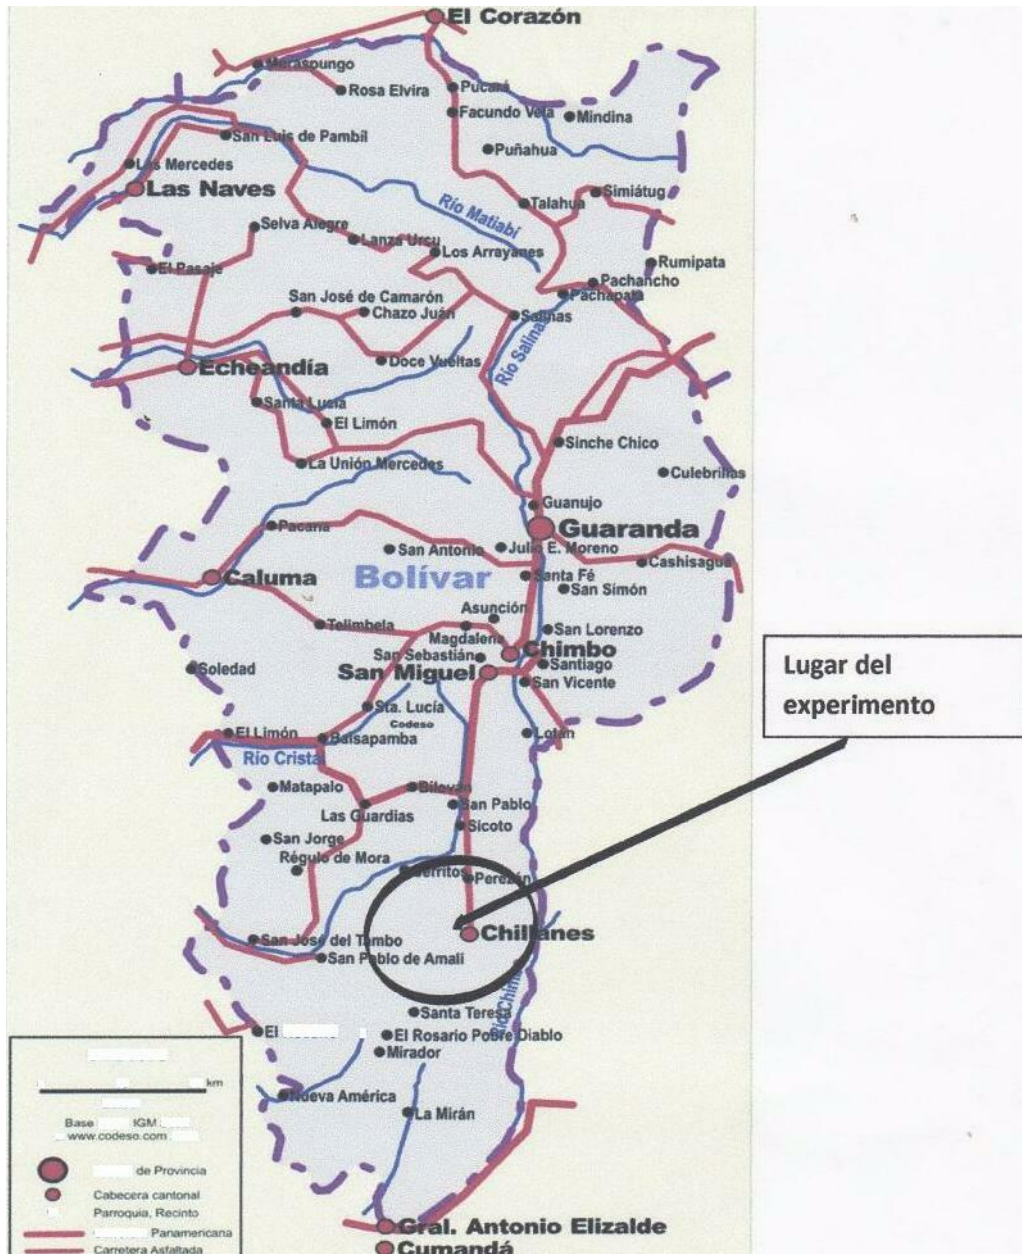 El Corazón
Moraspungo
Rosa Elvira
Pucará
Facundo Vela
Mindina
San Luis de Pambíl
Puñahua
Las Mercedes
Las Naves
Simiátug
Talahua
Río Matiabí
Selva Alegre
Lanza Urcu
Los Arrayanes
El Pasaje
Rumipata
Pachancho
Pachapata
San José de Camarón
Chazo Juán
Salinas
Río Salinas
Doce Vueltas
Echeandía
Santa Lucía
El Limón
Sinche Chico
La Unión Mercedes
Culebrillas
Guanujo
Guaranda
Pacana
San Antonio
Julio E. Moreno
Cashisagua
Caluma
Bolívar
Santa Fé
San Simón
Asunción
Telimbela
Magdalena
San Lorenzo
Chimbo
San Sebastián
Santiago
San Miguel
San Vicente
Soledad
Lugar del
experimento
Sta. Lucía
Codeso
El Limón
Balsapamba
Lotán
Río Cristal
Matapalo
Bilován
Las Guardias
San Pablo
Sicoto
San Jorge
Régulo de Mora
Cerritos
Perezán
Chillanes
San José del Tambo
San Pablo de Amalí
Río Chimbo
Santa Teresa
El
El Rosario Pobre Diablo
Mirador
Nueva América
La Mirán
km
Base IGM
www.codeso.com
de Provincia
Cabecera cantonal
Parroquia, Recinto
Panamericana
Carretera Asfaltada
Gral. Antonio Elizalde
Cumandá